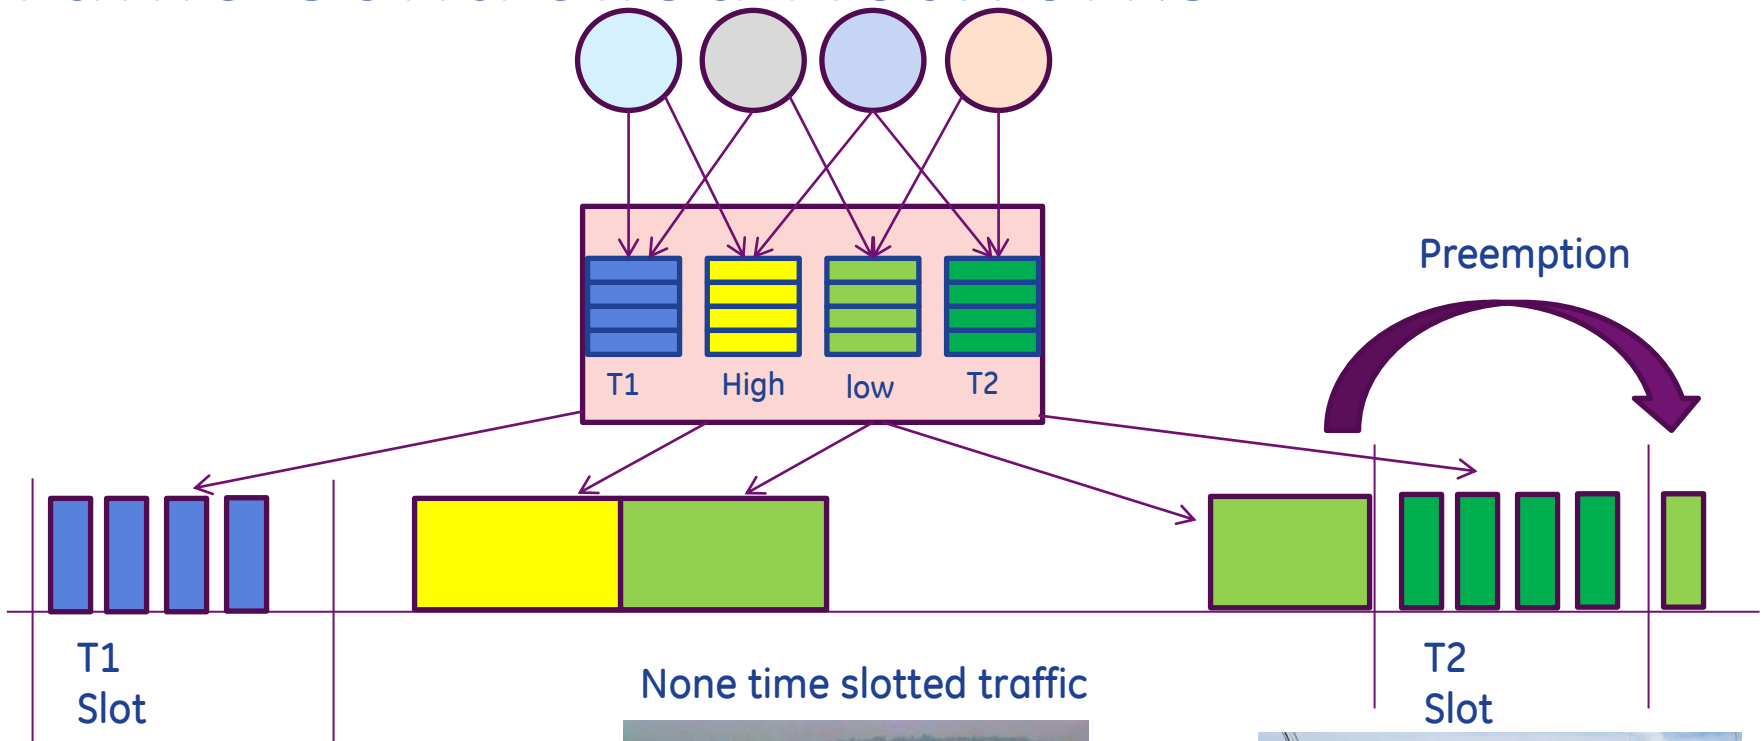 Preemption
T1
High
low
T2
T1
Slot
None time slotted traffic
T2
Slot